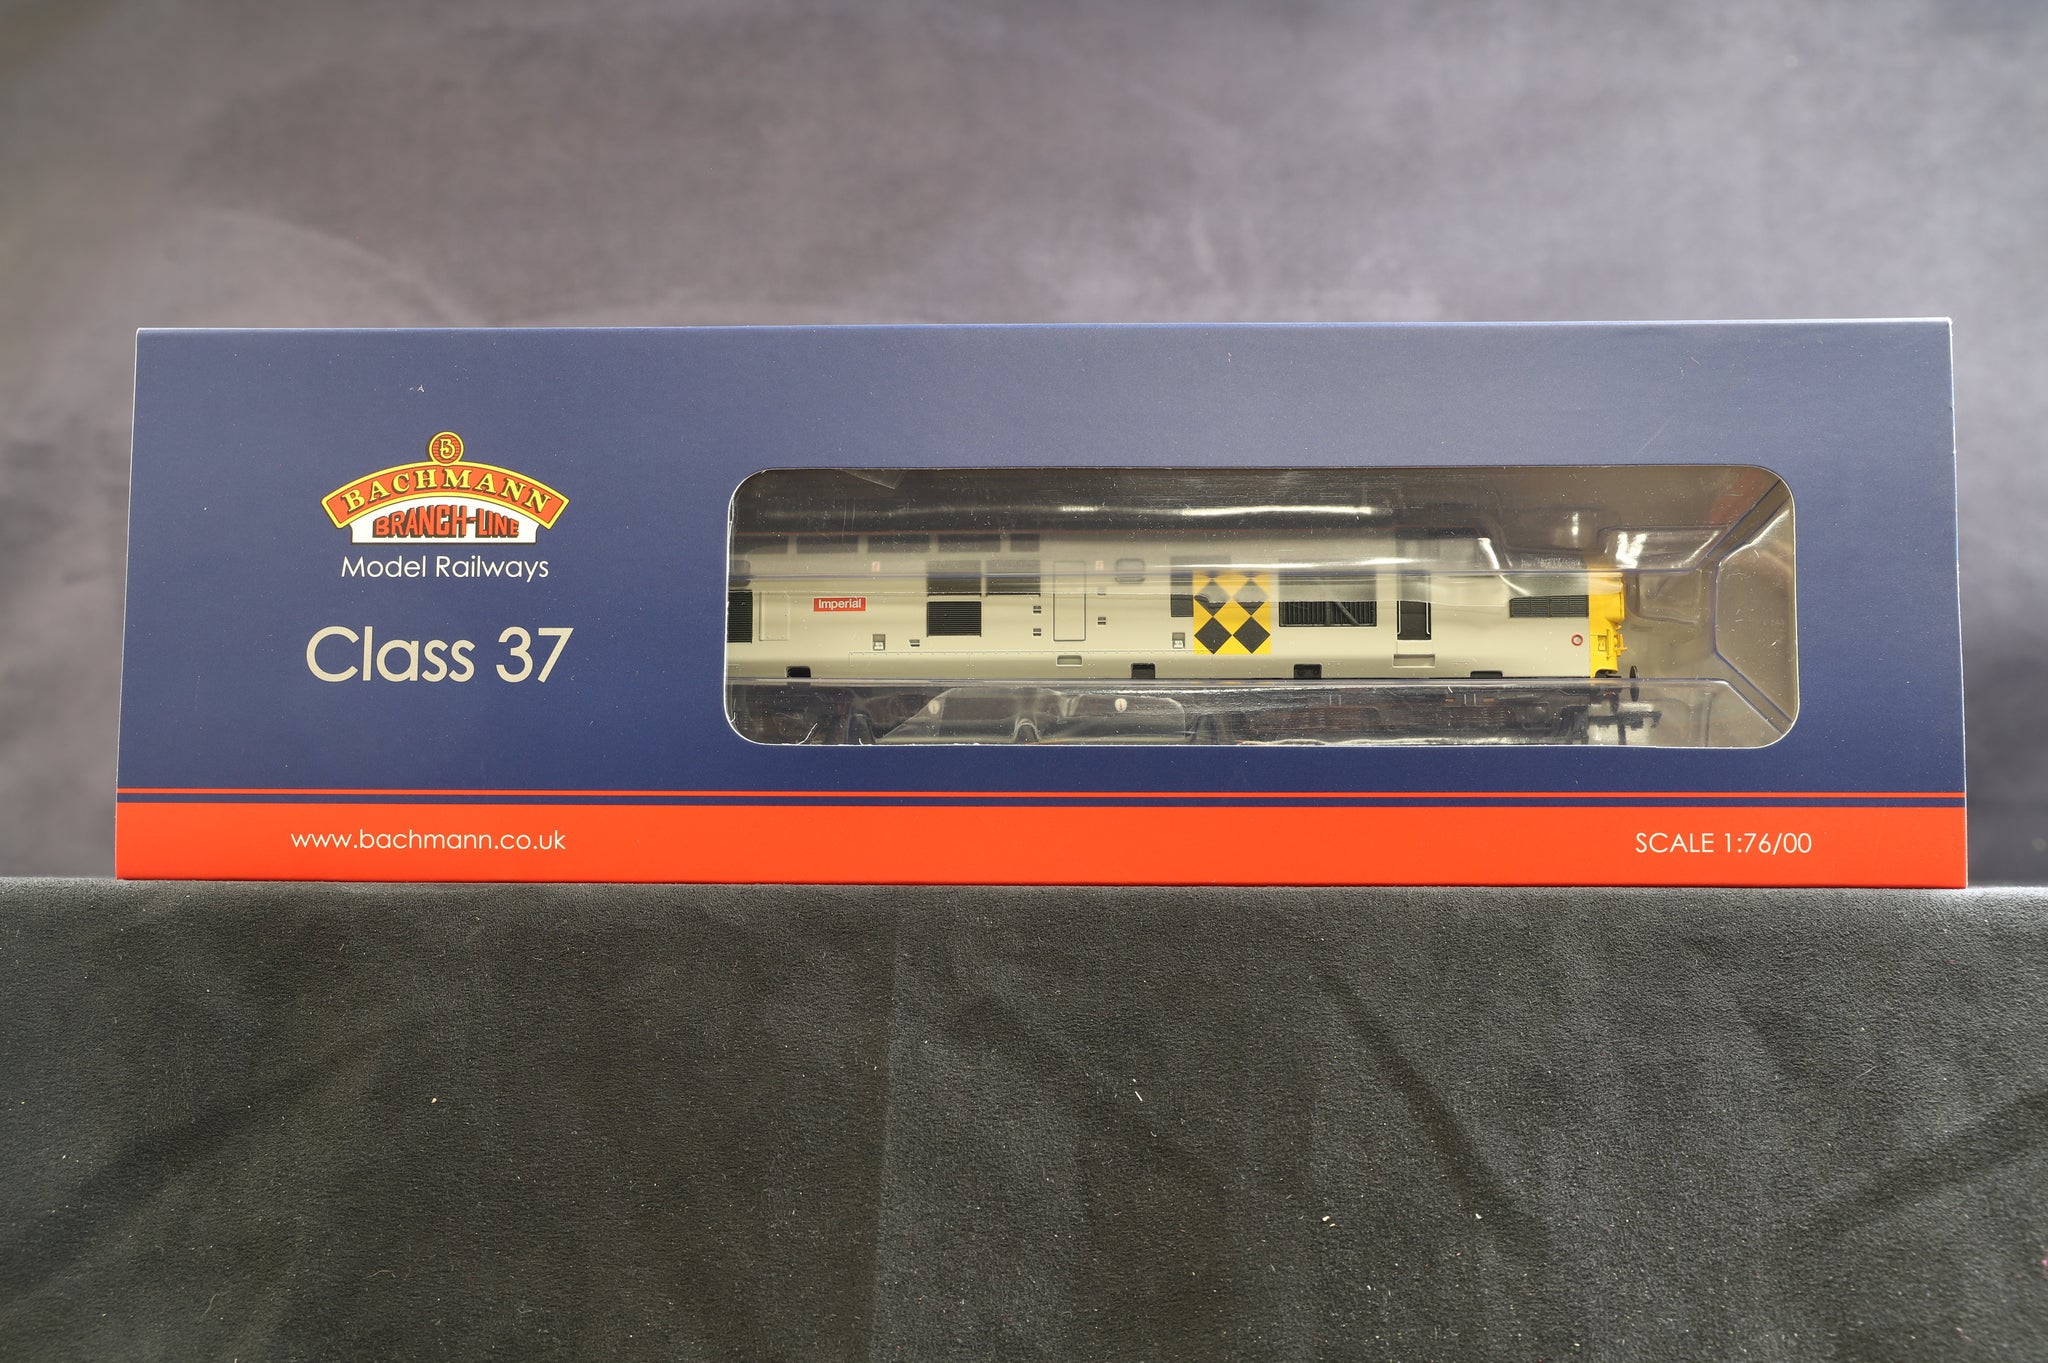 B
BACHMANN
BRANCH-LINE
Model Railways
Class 37
Imperial
www.bachmann.co.uk
SCALE 1:76/00